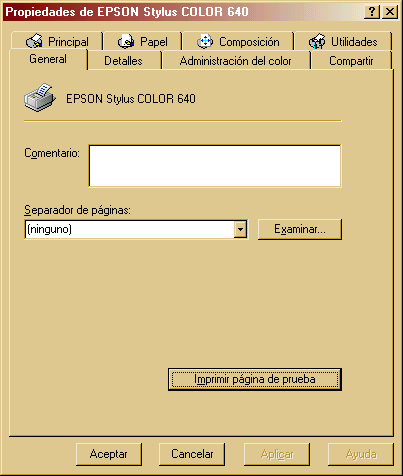 Propiedades de EPSON Stylus COLOR 640
Principal Papel Composición Utilidades
General Detalles Administración del color Compartir
EPSON Stylus COLOR 640
Comentario:
Separador de páginas:
(ninguno) Examinar...
Imprimir página de prueba
Aceptar Cancelar Aplicar Ayuda